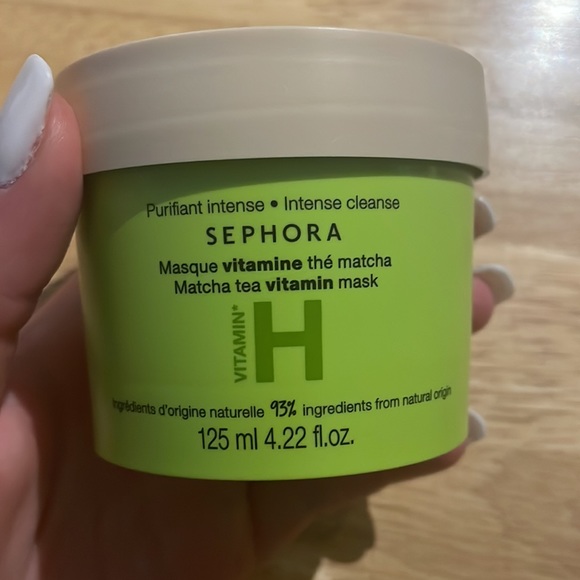 Purifiant intense • Intense cleanse
SEPHORA
Masque vitamine thé matcha
Matcha tea vitamin mask
VITAMIN*
H
ingrédients d'origine naturelle 93% ingredients from natural origin
125 ml 4.22 fl.oz.